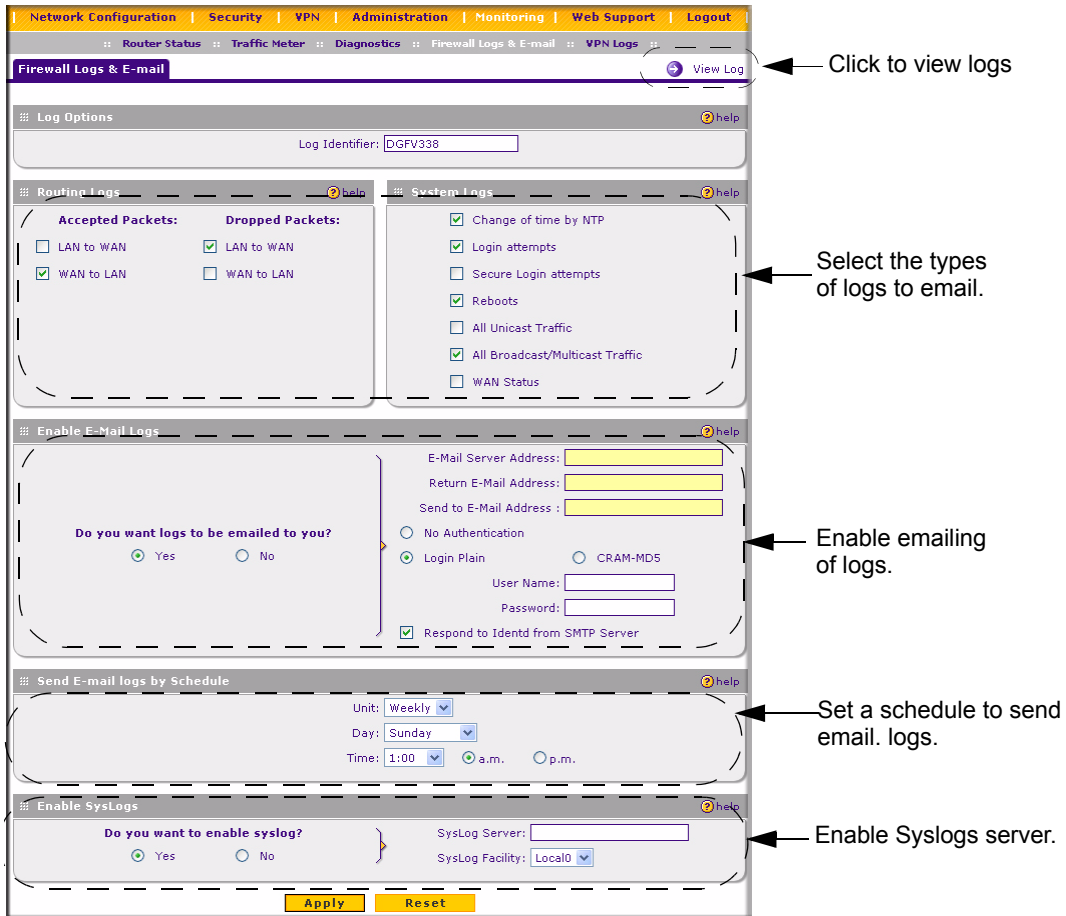 Network Configuration | Security | VPN | Administration | Monitoring | Web Support | Logout
:: Router Status :: Traffic Meter :: Diagnostics :: Firewall Logs & E-mail :: VPN Logs ::
Firewall Logs & E-mail
View Log
Click to view logs
Log Options
help
Log Identifier: DGFV338
Routing Logs
help
System Logs
help
Accepted Packets: Dropped Packets:
LAN to WAN LAN to WAN
WAN to LAN WAN to LAN
Change of time by NTP
Login attempts
Secure Login attempts
Reboots
All Unicast Traffic
All Broadcast/Multicast Traffic
WAN Status
Select the types
of logs to email.
Enable E-Mail Logs
help
Do you want logs to be emailed to you?
Yes No
E-Mail Server Address:
Return E-Mail Address:
Send to E-Mail Address :
No Authentication
Login Plain CRAM-MD5
User Name:
Password:
Respond to Identd from SMTP Server
Enable emailing
of logs.
Send E-mail logs by Schedule
help
Unit: Weekly
Day: Sunday
Time: 1:00 a.m. p.m.
Set a schedule to send
email. logs.
Enable SysLogs
help
Do you want to enable syslog?
Yes No
SysLog Server:
SysLog Facility: Local0
Enable Syslogs server.
Apply Reset